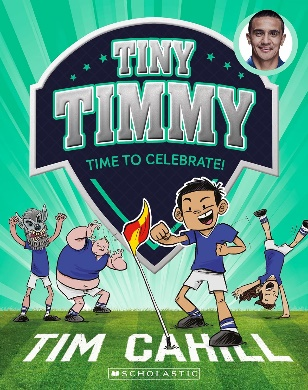 TINY
TIMMY
TIME TO CELEBRATE!
TIM CAHILL
SCHOLASTIC